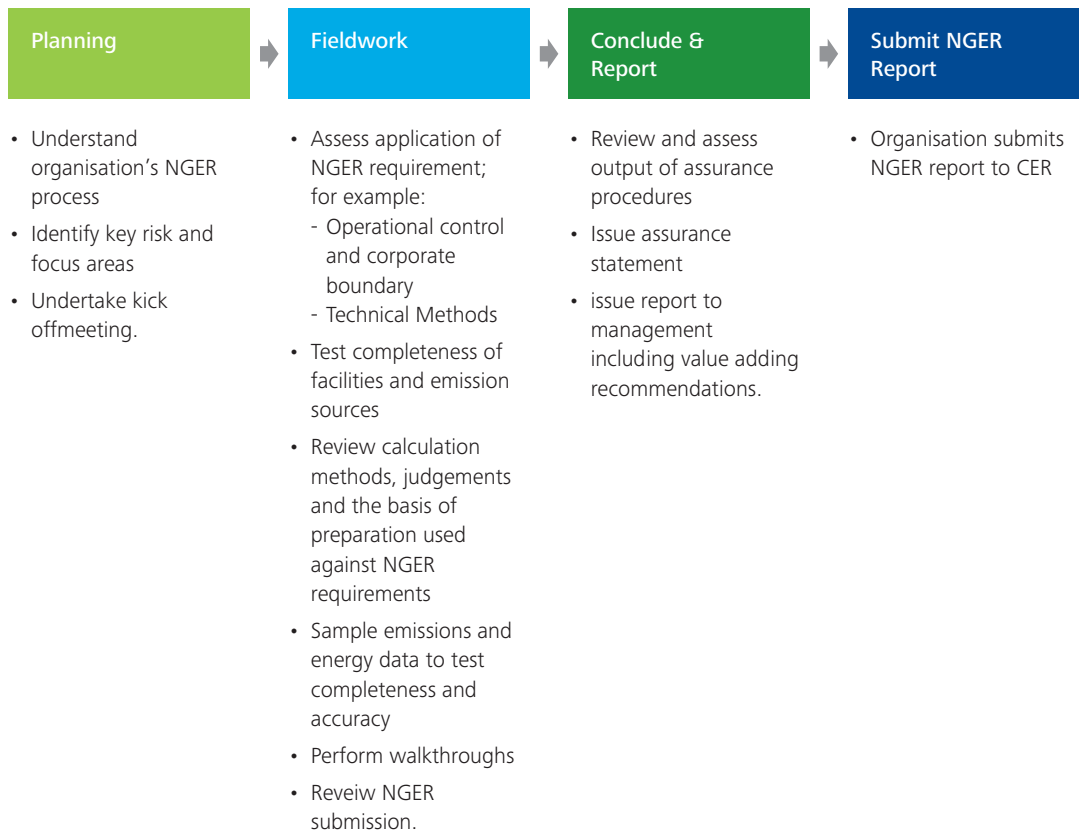 Planning
• Understand
organisation's NGER
process
• Identify key risk and
focus areas
• Undertake kick
offmeeting.
Fieldwork
• Assess application of
NGER requirement;
for example:
- Operational control
and corporate
boundary
- Technical Methods
• Test completeness of
facilities and emission
sources
• Review calculation
methods, judgements
and the basis of
preparation used
against NGER
requirements
• Sample emissions and
energy data to test
completeness and
accuracy
• Perform walkthroughs
• Reveiw NGER
submission.
Conclude &
Report
• Review and assess
output of assurance
procedures
• Issue assurance
statement
• issue report to
management
including value adding
recommendations.
Submit NGER
Report
• Organisation submits
NGER report to CER